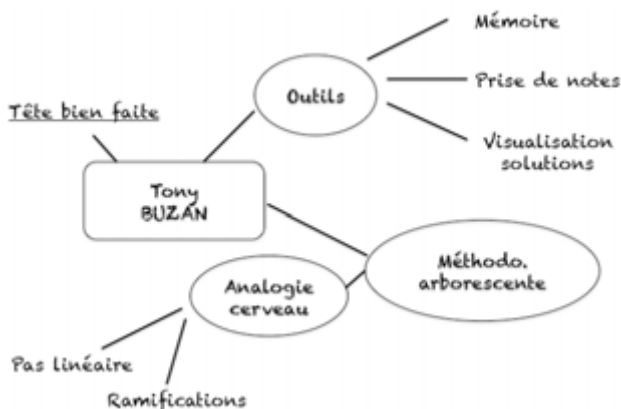 Mémoire
Outils
Prise de notes
Tête bien faite
Visualisation
solutions
Tony
BUZAN
Méthodo.
arborescente
Analogie
cerveau
Pas linéaire
Ramifications